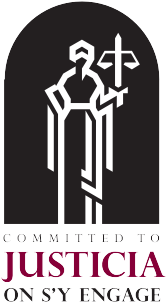 COMMITTED TO
JUSTICIA
ON S'Y ENGAGE